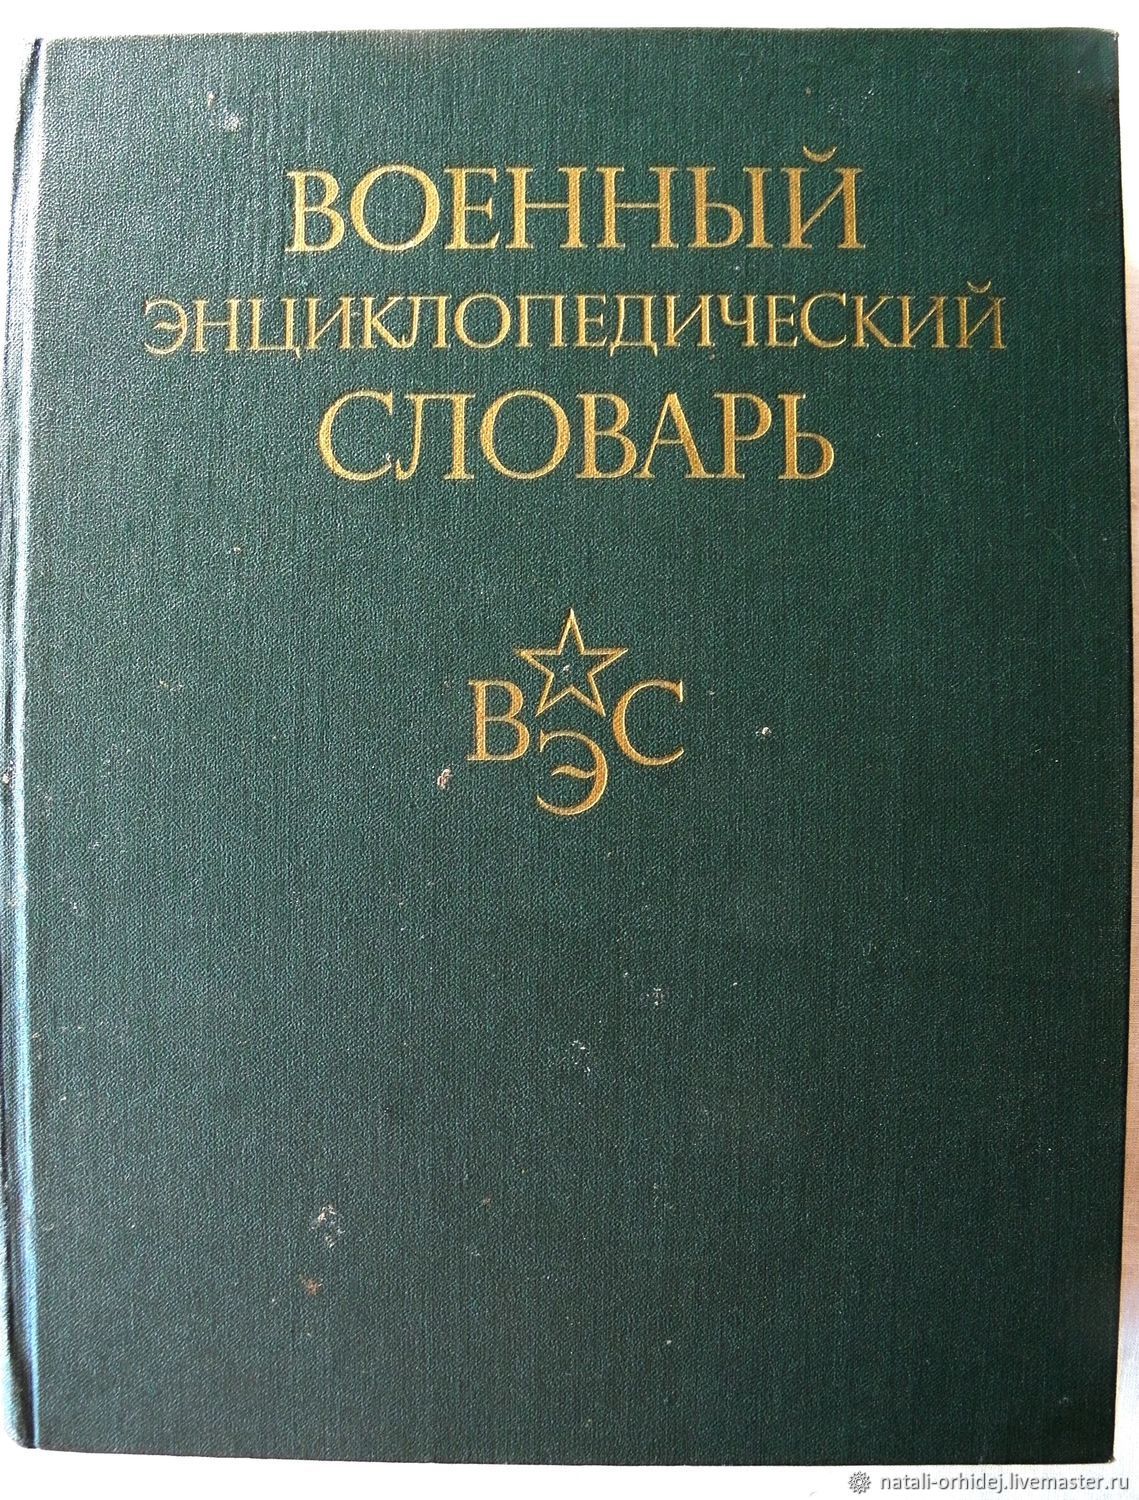 ВОЕННЫЙ
ЭНЦИКЛОПЕДИЧЕСКИЙ
СЛОВАРЬ
ВЭС
natali-orhidej.livemaster.ru